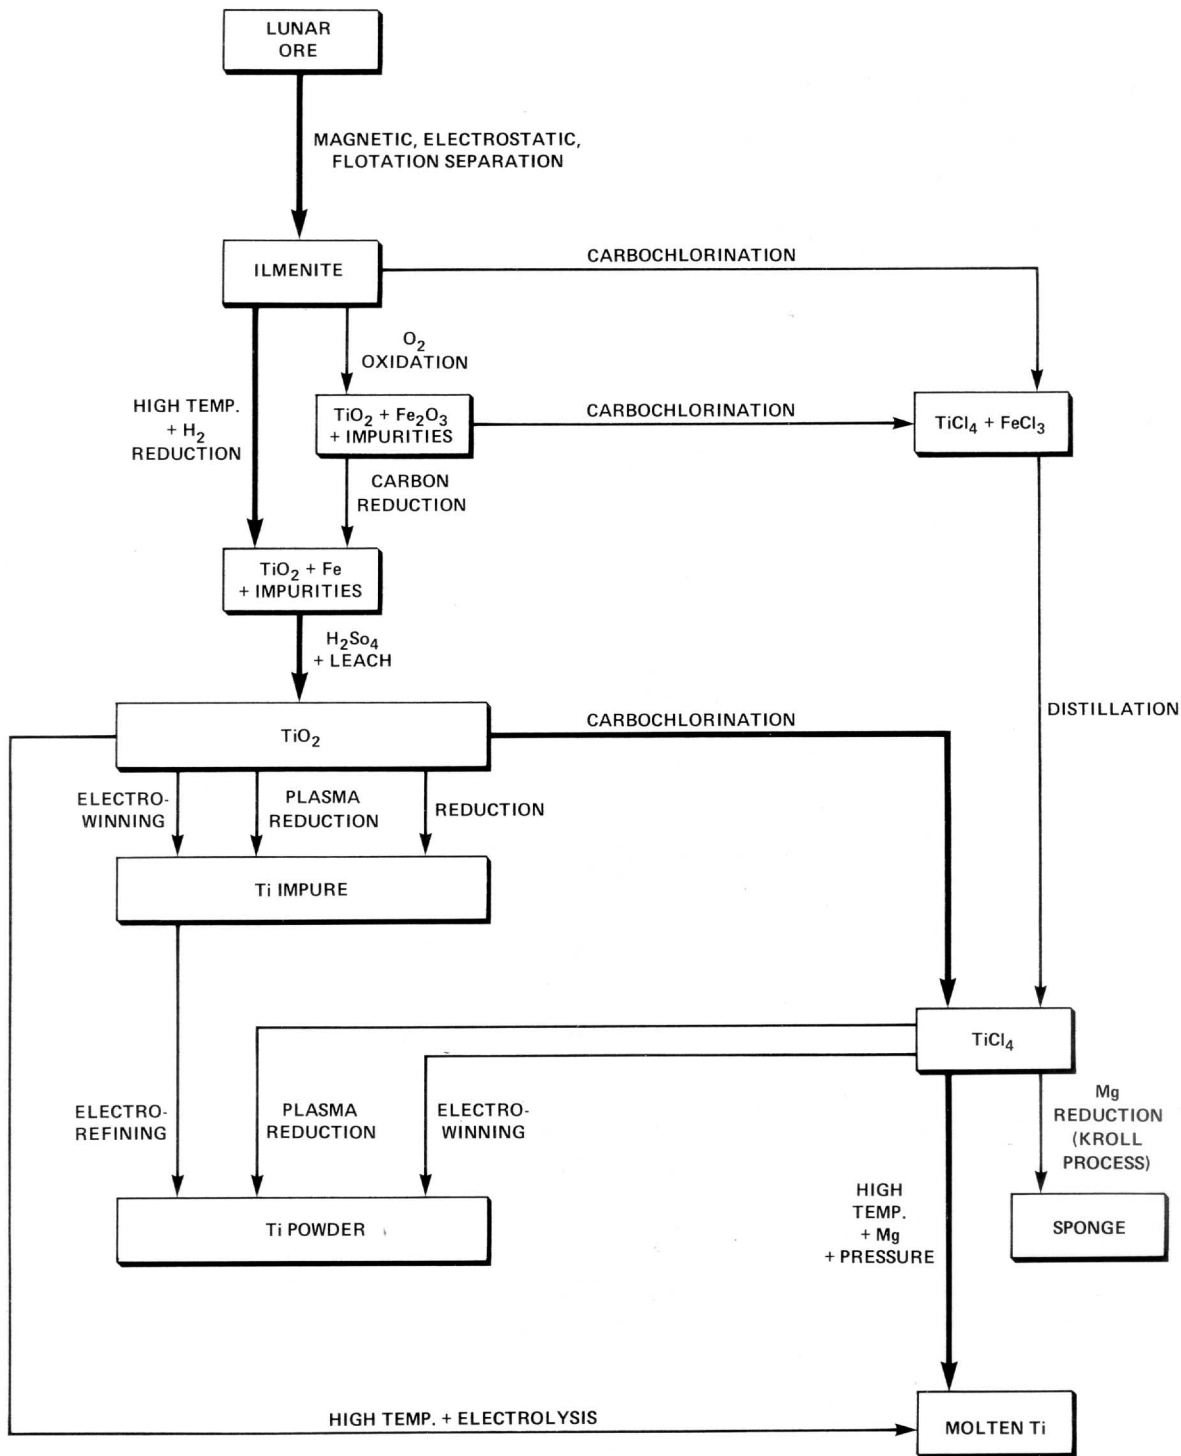 LUNAR
ORE
MAGNETIC, ELECTROSTATIC,
FLOTATION SEPARATION
ILMENITE
CARBOCHLORINATION
O₂
OXIDATION
HIGH TEMP.
+ H₂
REDUCTION
TiO₂ + Fe₂O₃
+ IMPURITIES
CARBOCHLORINATION
TiCl₄ + FeCl₃
CARBON
REDUCTION
TiO₂ + Fe
+ IMPURITIES
H₂So₄
+ LEACH
TiO₂
CARBOCHLORINATION
DISTILLATION
ELECTRO-
WINNING
PLASMA
REDUCTION
REDUCTION
Ti IMPURE
TiCl₄
ELECTRO-
REFINING
PLASMA
REDUCTION
ELECTRO-
WINNING
Mg
REDUCTION
(KROLL
PROCESS)
HIGH
TEMP.
+ Mg
+ PRESSURE
Ti POWDER
SPONGE
HIGH TEMP. + ELECTROLYSIS
MOLTEN Ti